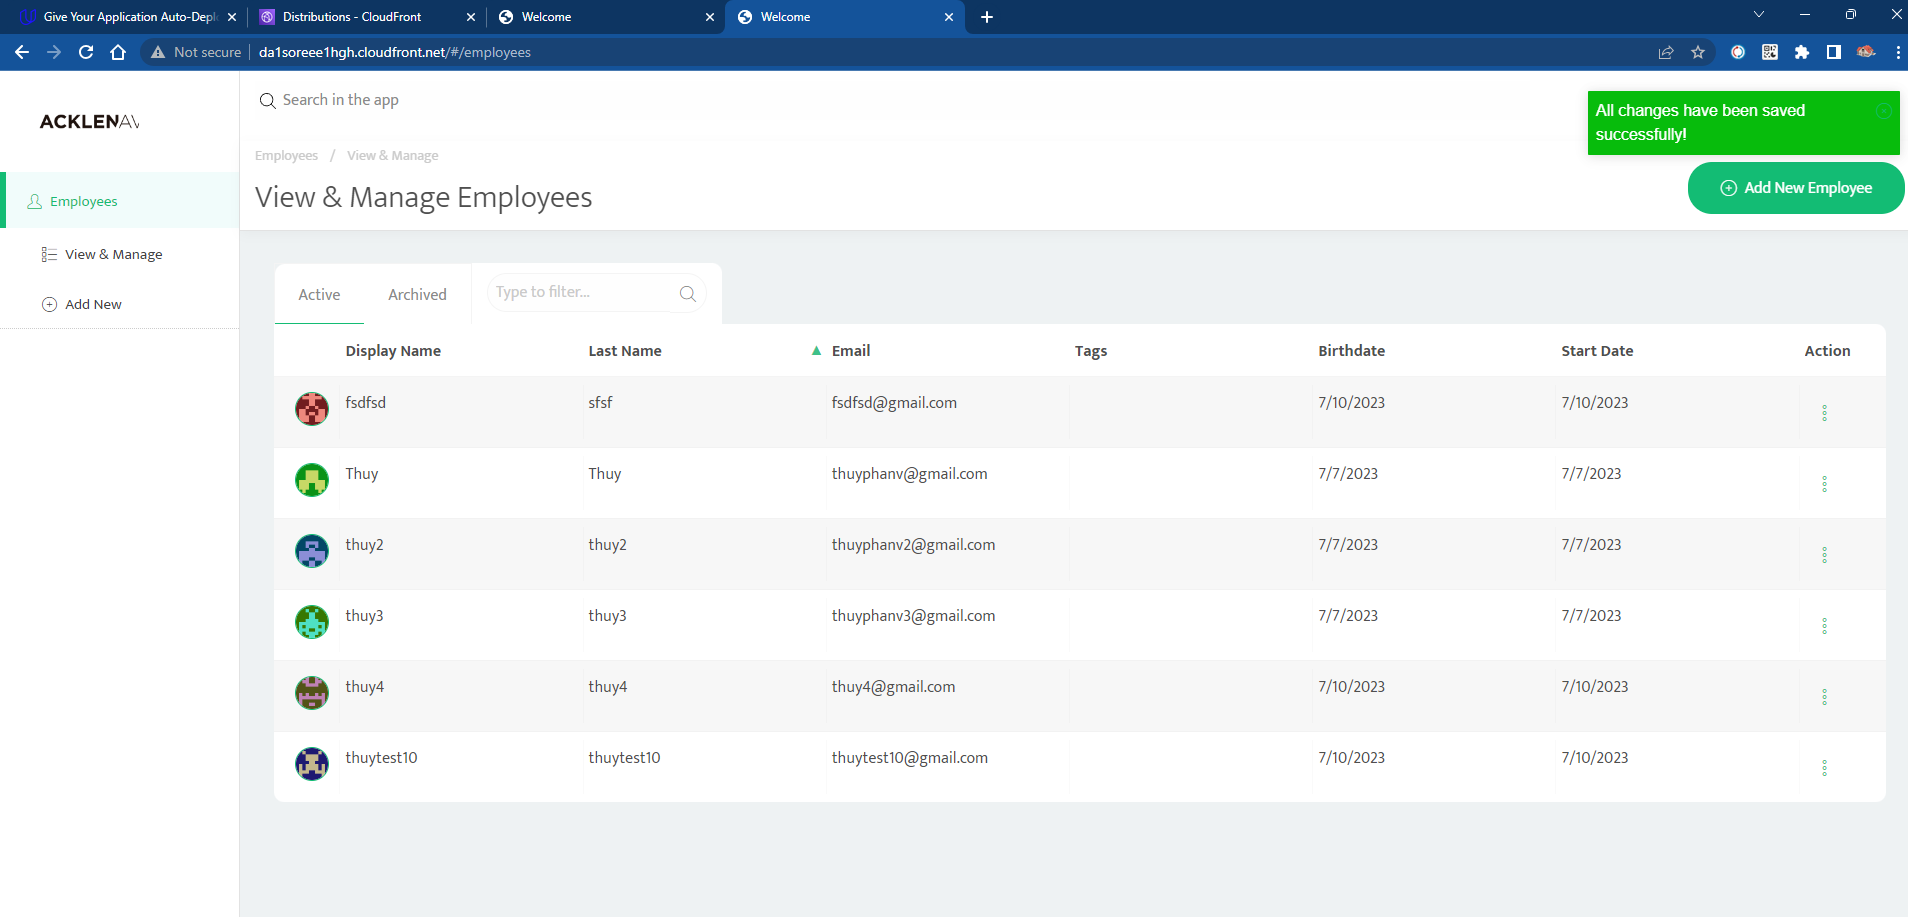 Give Your Application Auto-Depl
Distributions - CloudFront
Welcome
Welcome
Not secure
da1soreee1hgh.cloudfront.net/#/employees
ACKLENAV
Search in the app
All changes have been saved
successfully!
Employees / View & Manage
View & Manage Employees
Add New Employee
Employees
View & Manage
Add New
Active
Archived
Type to filter...
Display Name Last Name Email Tags Birthdate Start Date Action
fsdfsd sfsf fsdfsd@gmail.com 7/10/2023 7/10/2023
Thuy Thuy thuyphanv@gmail.com 7/7/2023 7/7/2023
thuy2 thuy2 thuyphanv2@gmail.com 7/7/2023 7/7/2023
thuy3 thuy3 thuyphanv3@gmail.com 7/7/2023 7/7/2023
thuy4 thuy4 thuy4@gmail.com 7/10/2023 7/10/2023
thuytest10 thuytest10 thuytest10@gmail.com 7/10/2023 7/10/2023